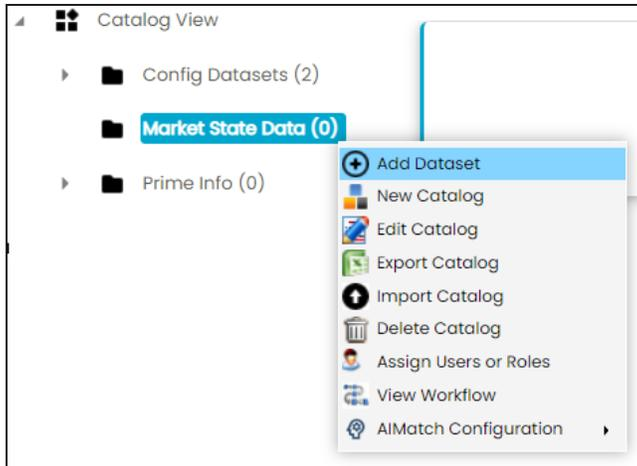 Catalog View
Config Datasets (2)
Market State Data (0)
Prime Info (0)
Add Dataset
New Catalog
Edit Catalog
Export Catalog
Import Catalog
Delete Catalog
Assign Users or Roles
View Workflow
AIMatch Configuration